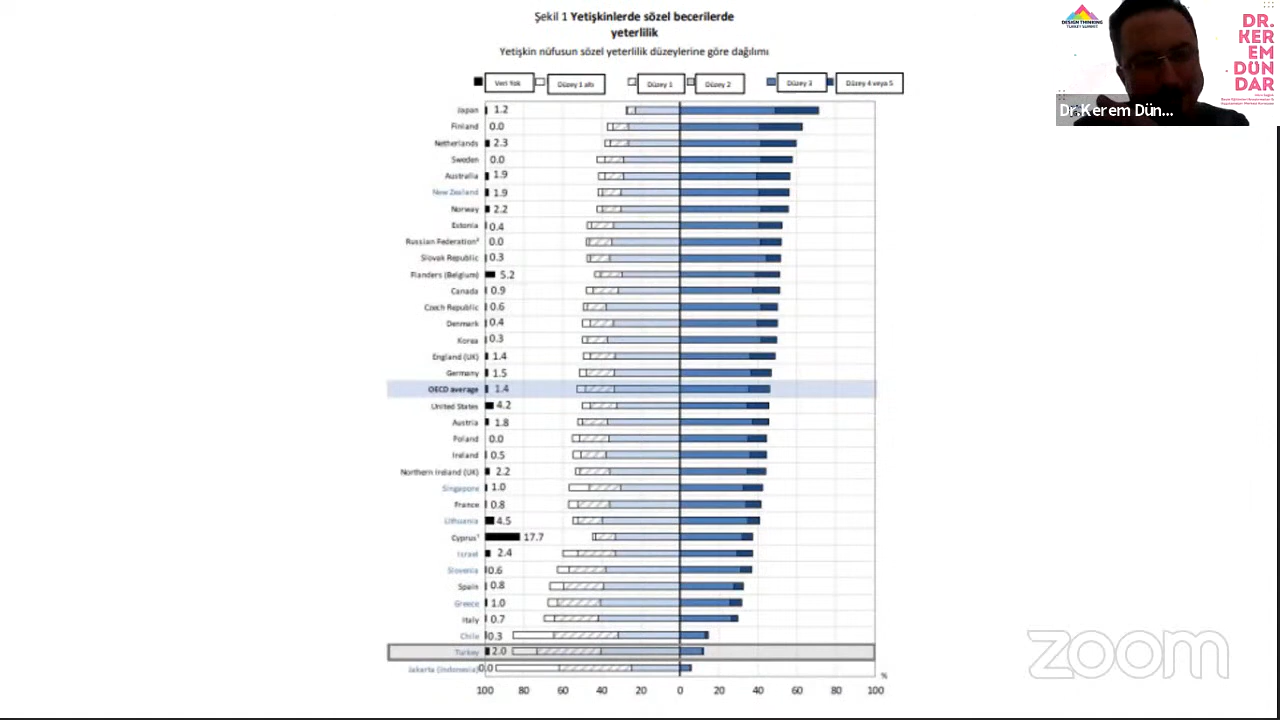 Şekil 1 Yetişkinlerde sözel becerilerde
yeterlilik
Yetişkin nüfusun sözel yeterlilik düzeylerine göre dağılımı
Veri Yok Düzey 1 altı Düzey 1 Düzey 2 Düzey 3 Düzey 4 veya 5
Japan 1.2
Finland 0.0
Netherlands 2.3
Sweden 0.0
Australia 1.9
New Zealand 1.9
Norway 2.2
Estonia 0.4
Russian Federation² 0.0
Slovak Republic 0.3
Flanders (Belgium) 5.2
Canada 0.9
Czech Republic 0.6
Denmark 0.4
Korea 0.3
England (UK) 1.4
Germany 1.5
OECD average 1.4
United States 4.2
Austria 1.8
Poland 0.0
Ireland 0.5
Northern Ireland (UK) 2.2
Singapore 1.0
France 0.8
Lithuania 4.5
Cyprus¹ 17.7
Israel 2.4
Slovenia 0.6
Spain 0.8
Greece 1.0
Italy 0.7
Chile 0.3
Turkey 2.0
Jakarta (Indonesia) 0.0
%
100 80 60 40 20 0 20 40 60 80 100
DESIGN THINKING
DR.
KER
EM
DÜN
DAR
Dr.Kerem Dün...
zoom